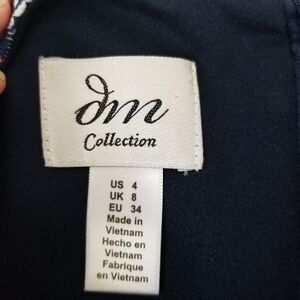 dm
Collection
US 4
UK 8
EU 34
Made in
Vietnam
Hecho en
Vietnam
Fabrique
en Vietnam